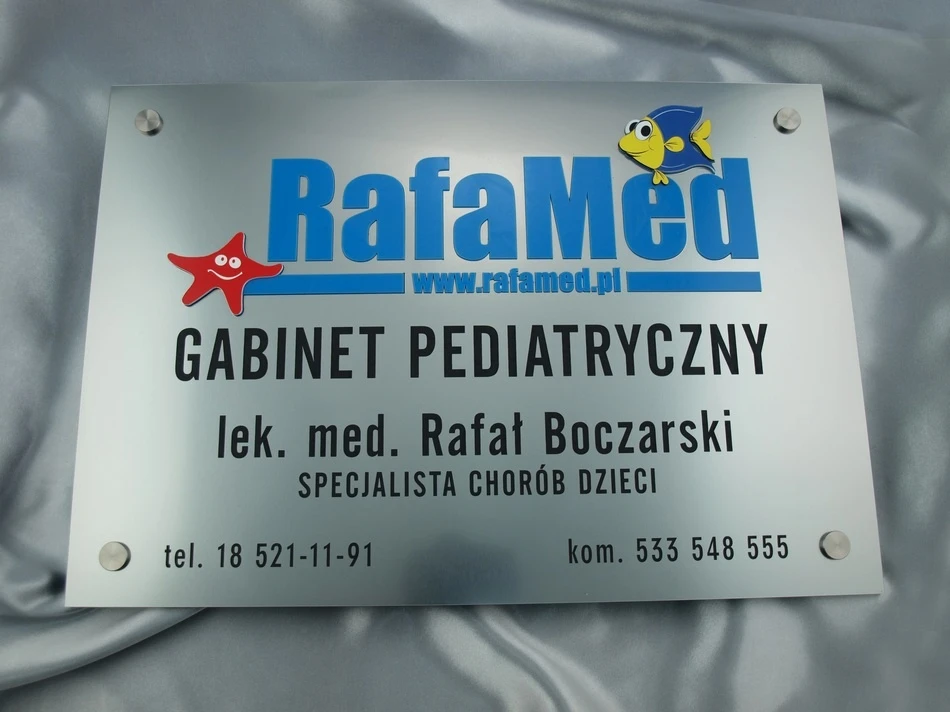 RafaMed
www.rafamed.pl
GABINET PEDIATRYCZNY
lek. med. Rafał Boczarski
SPECJALISTA CHORÓB DZIECI
tel. 18 521-11-91
kom. 533 548 555